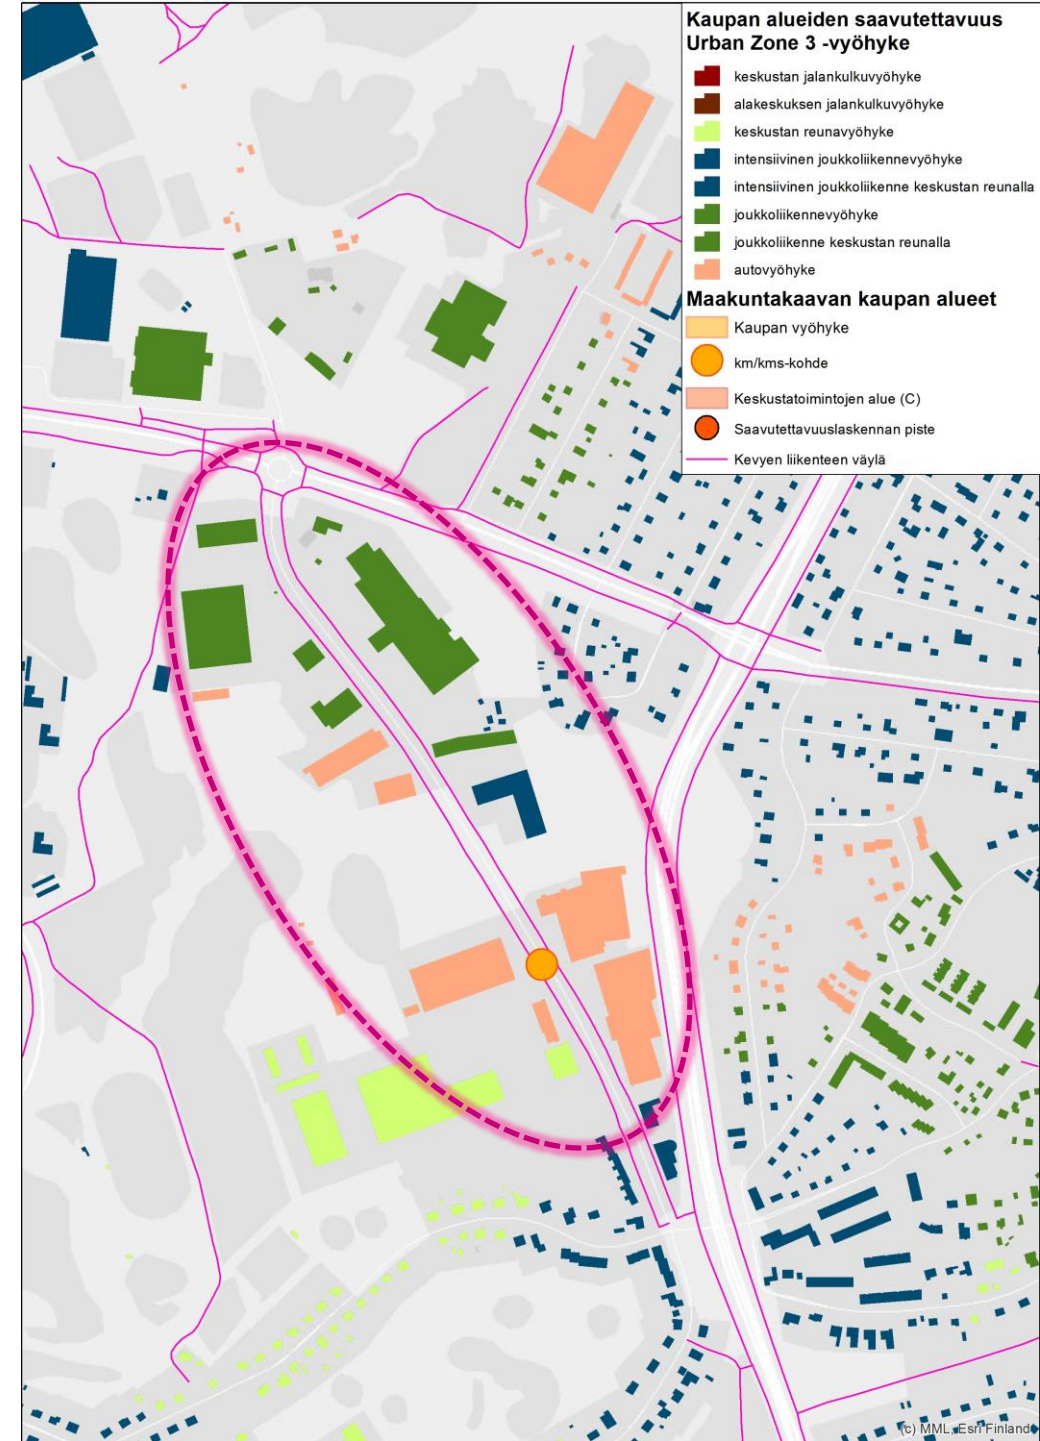 Kaupan alueiden saavutettavuus
Urban Zone 3 -vyöhyke
keskustan jalankulkuvyöhyke
alakeskuksen jalankulkuvyöhyke
keskustan reunavyöhyke
intensiivinen joukkoliikennevyöhyke
intensiivinen joukkoliikenne keskustan reunalla
joukkoliikennevyöhyke
joukkoliikenne keskustan reunalla
autovyöhyke
Maakuntakaavan kaupan alueet
Kaupan vyöhyke
km/kms-kohde
Keskustatoimintojen alue (C)
Saavutettavuuslaskennan piste
Kevyen liikenteen väylä
(c) MML, Esri Finland